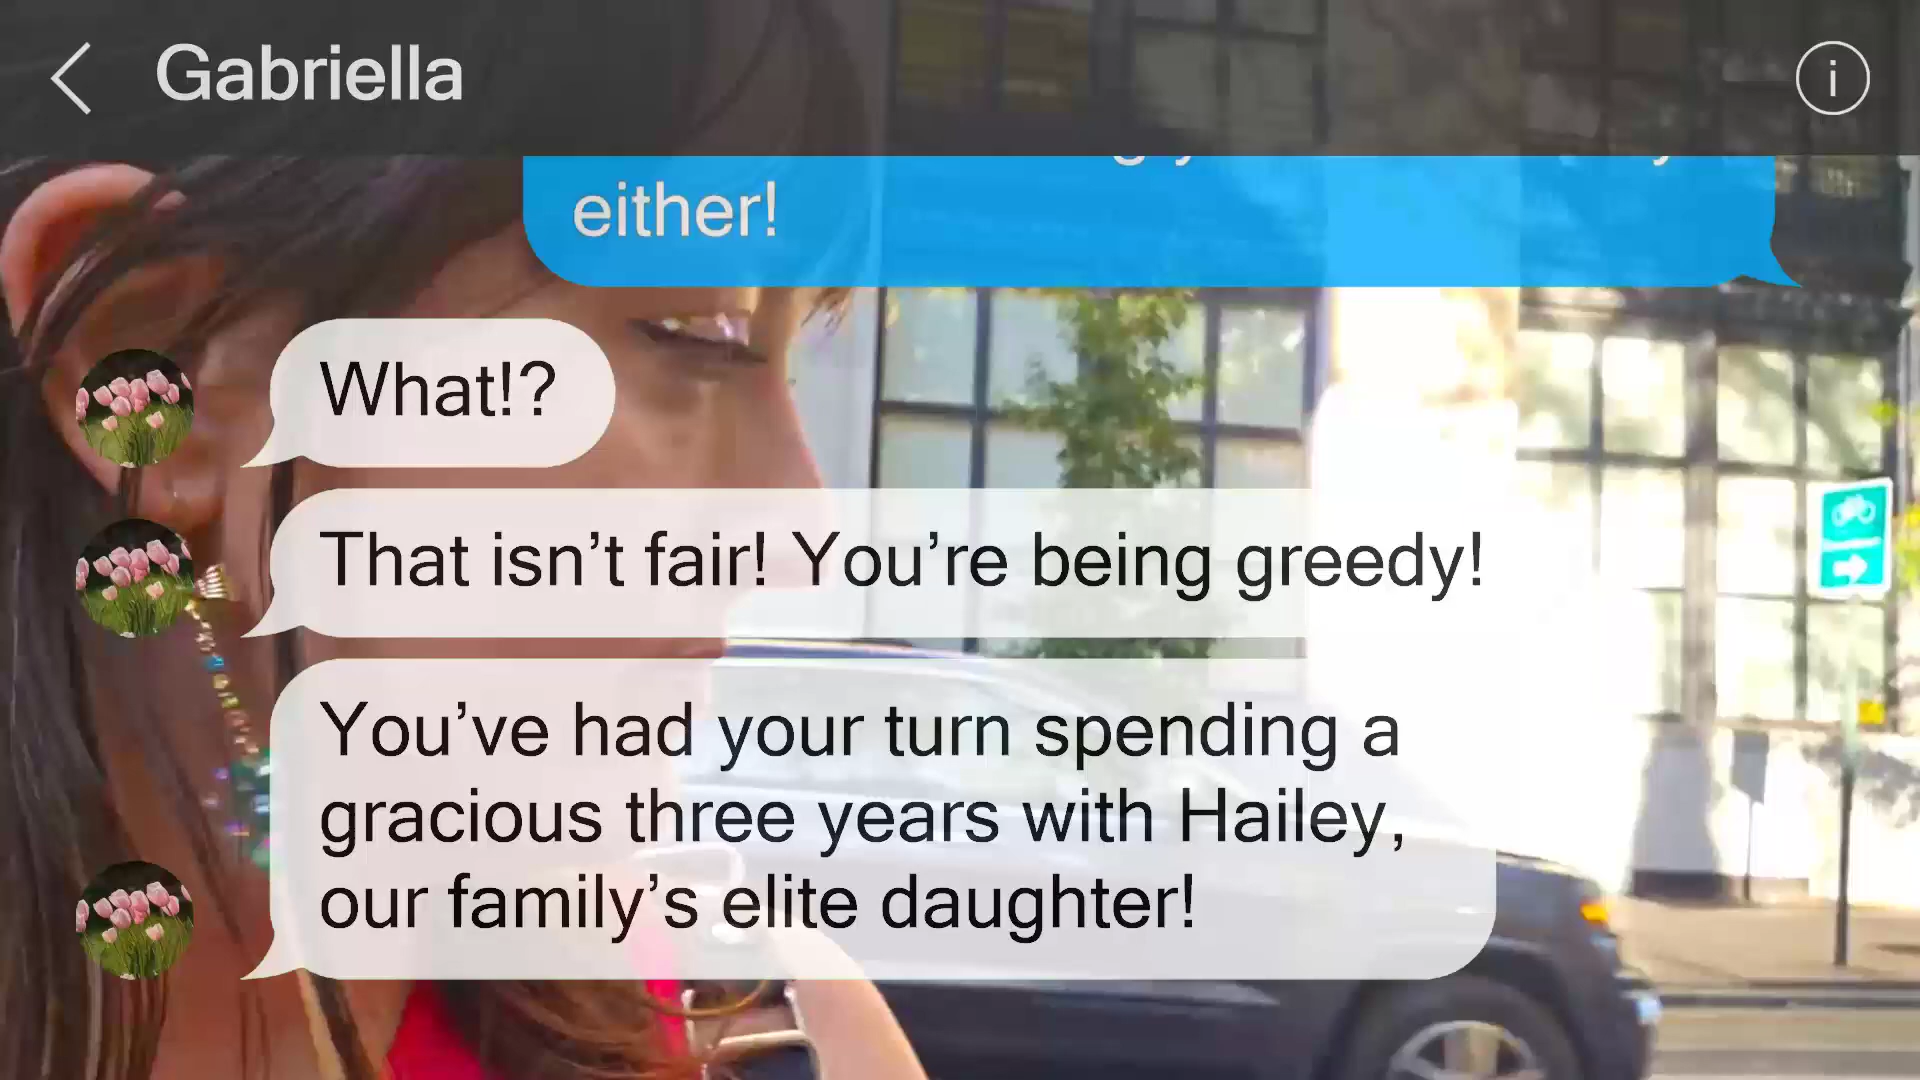 Gabriella
either!
What!?
That isn’t fair! You’re being greedy!
You’ve had your turn spending a
gracious three years with Hailey,
our family’s elite daughter!